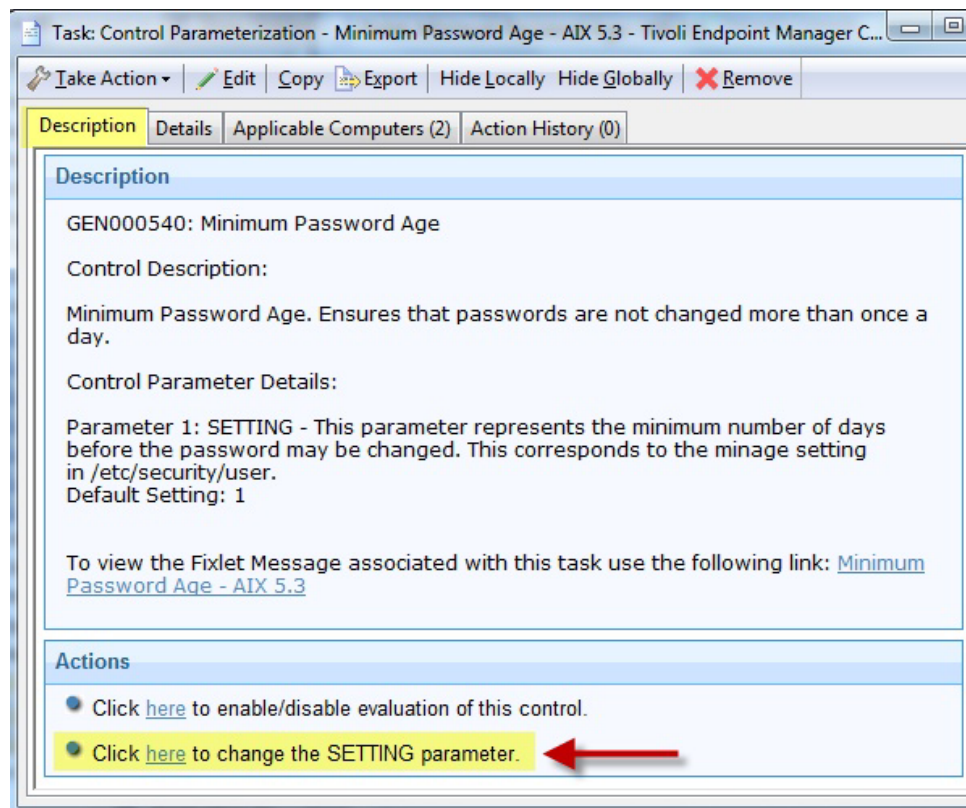 Task: Control Parameterization - Minimum Password Age - AIX 5.3 - Tivoli Endpoint Manager C...
Take Action Edit Copy Export Hide Locally Hide Globally Remove
Description Details Applicable Computers (2) Action History (0)
Description
GEN000540: Minimum Password Age
Control Description:
Minimum Password Age. Ensures that passwords are not changed more than once a
day.
Control Parameter Details:
Parameter 1: SETTING - This parameter represents the minimum number of days
before the password may be changed. This corresponds to the minage setting
in /etc/security/user.
Default Setting: 1
To view the Fixlet Message associated with this task use the following link: Minimum
Password Age - AIX 5.3
Actions
Click here to enable/disable evaluation of this control.
Click here to change the SETTING parameter.